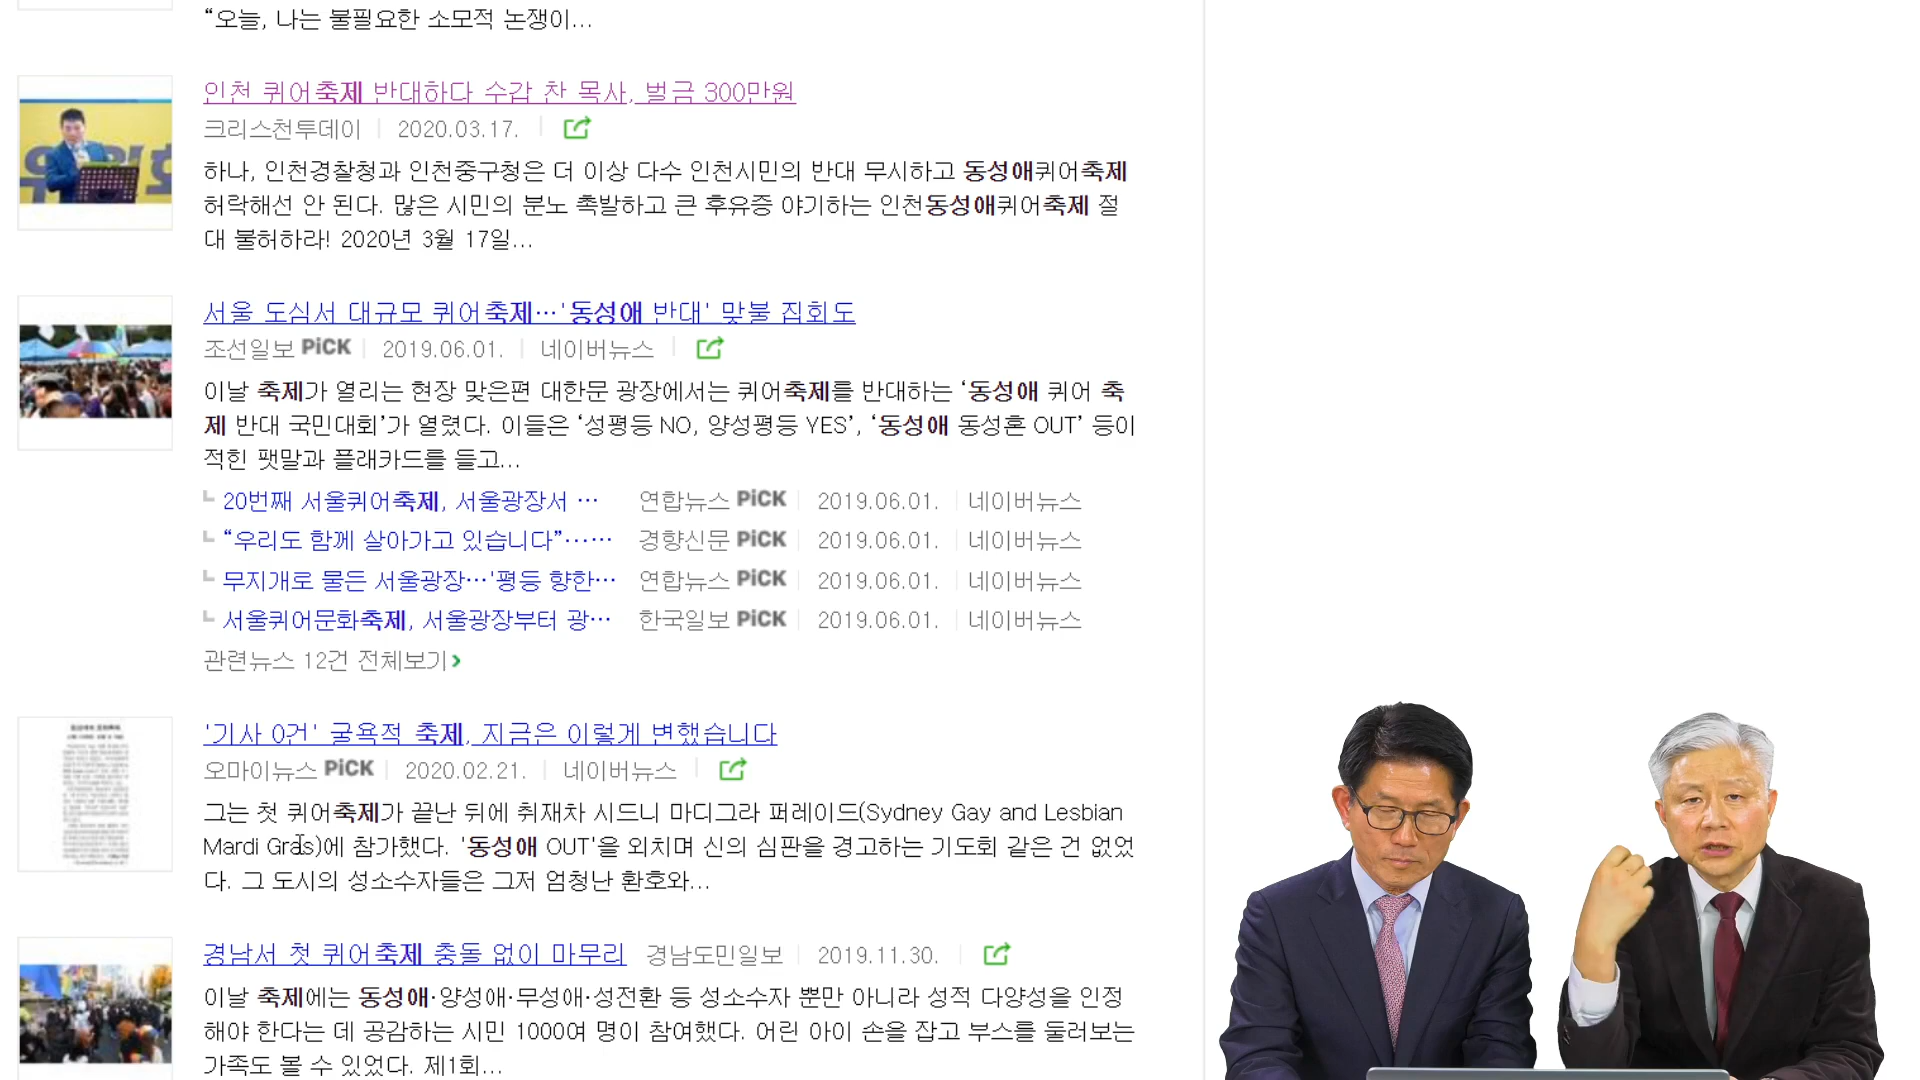 “오늘, 나는 불필요한 소모적 논쟁이...
인천 퀴어축제 반대하다 수갑 찬 목사, 벌금 300만원
크리스천투데이 2020.03.17.
하나, 인천경찰청과 인천중구청은 더 이상 다수 인천시민의 반대 무시하고 동성애퀴어축제
허락해선 안 된다. 많은 시민의 분노 촉발하고 큰 후유증 야기하는 인천동성애퀴어축제 절
대 불허하라! 2020년 3월 17일...
서울 도심서 대규모 퀴어축제…'동성애 반대' 맞불 집회도
조선일보 PiCK 2019.06.01. 네이버뉴스
이날 축제가 열리는 현장 맞은편 대한문 광장에서는 퀴어축제를 반대하는 ‘동성애 퀴어 축
제 반대 국민대회’가 열렸다. 이들은 ‘성평등 NO, 양성평등 YES’, ‘동성애 동성혼 OUT’ 등이
적힌 팻말과 플래카드를 들고...
20번째 서울퀴어축제, 서울광장서 … 연합뉴스 PiCK 2019.06.01. 네이버뉴스
“우리도 함께 살아가고 있습니다”…… 경향신문 PiCK 2019.06.01. 네이버뉴스
무지개로 물든 서울광장…'평등 향한… 연합뉴스 PiCK 2019.06.01. 네이버뉴스
서울퀴어문화축제, 서울광장부터 광… 한국일보 PiCK 2019.06.01. 네이버뉴스
관련뉴스 12건 전체보기
'기사 0건' 굴욕적 축제, 지금은 이렇게 변했습니다
오마이뉴스 PiCK 2020.02.21. 네이버뉴스
그는 첫 퀴어축제가 끝난 뒤에 취재차 시드니 마디그라 퍼레이드(Sydney Gay and Lesbian
Mardi Gras)에 참가했다. '동성애 OUT'을 외치며 신의 심판을 경고하는 기도회 같은 건 없었
다. 그 도시의 성소수자들은 그저 엄청난 환호와...
경남서 첫 퀴어축제 충돌 없이 마무리 경남도민일보 2019.11.30.
이날 축제에는 동성애·양성애·무성애·성전환 등 성소수자 뿐만 아니라 성적 다양성을 인정
해야 한다는 데 공감하는 시민 1000여 명이 참여했다. 어린 아이 손을 잡고 부스를 둘러보는
가족도 볼 수 있었다. 제1회...